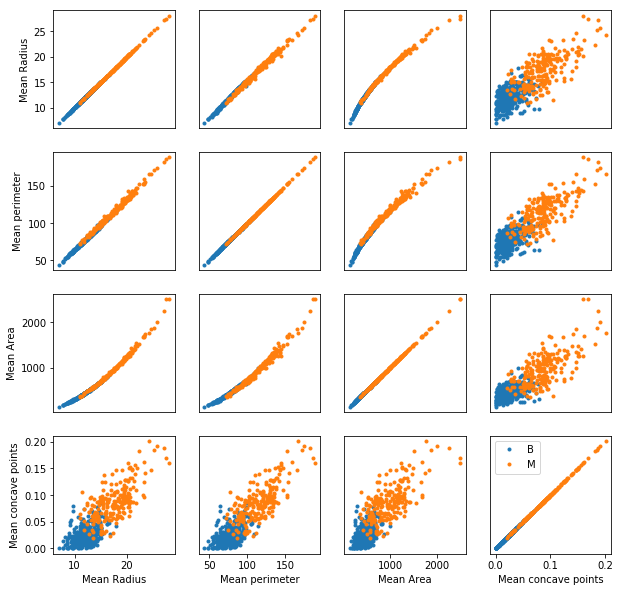 Mean Radius
25
20
15
10
Mean perimeter
150
100
50
Mean Area
2000
1000
Mean concave points
0.20
0.15
0.10
0.05
0.00
B
M
10 20 50 100 150 1000 2000 0.0 0.1 0.2
Mean Radius Mean perimeter Mean Area Mean concave points